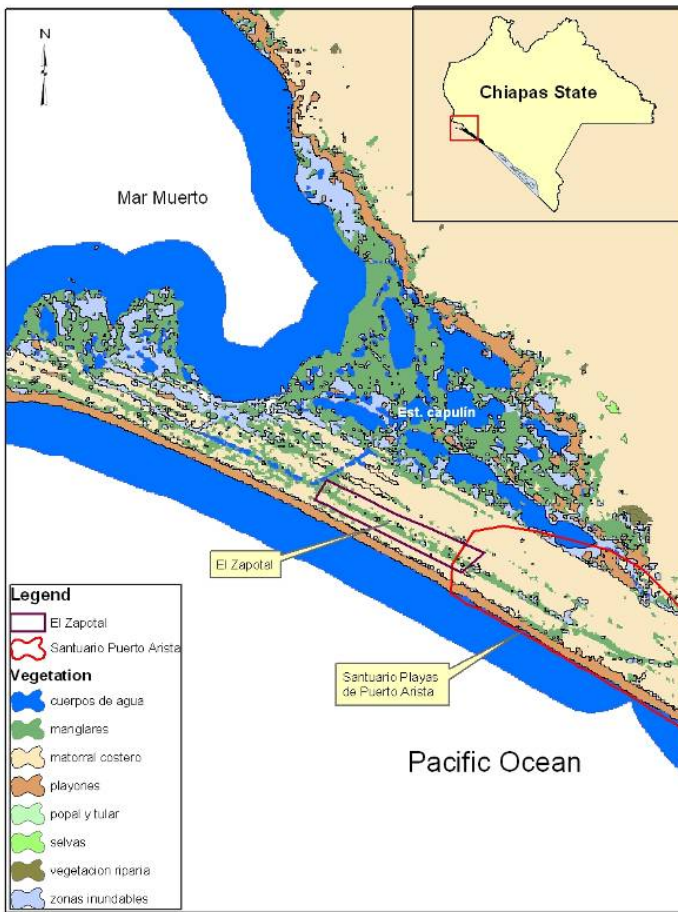 N
Chiapas State
Mar Muerto
Est. capulín
El Zapotal
Santuario Playas
de Puerto Arista
Pacific Ocean
Legend
El Zapotal
Santuario Puerto Arista
Vegetation
cuerpos de agua
manglares
matorral costero
playones
popal y tular
selvas
vegetacion riparia
zonas inundables